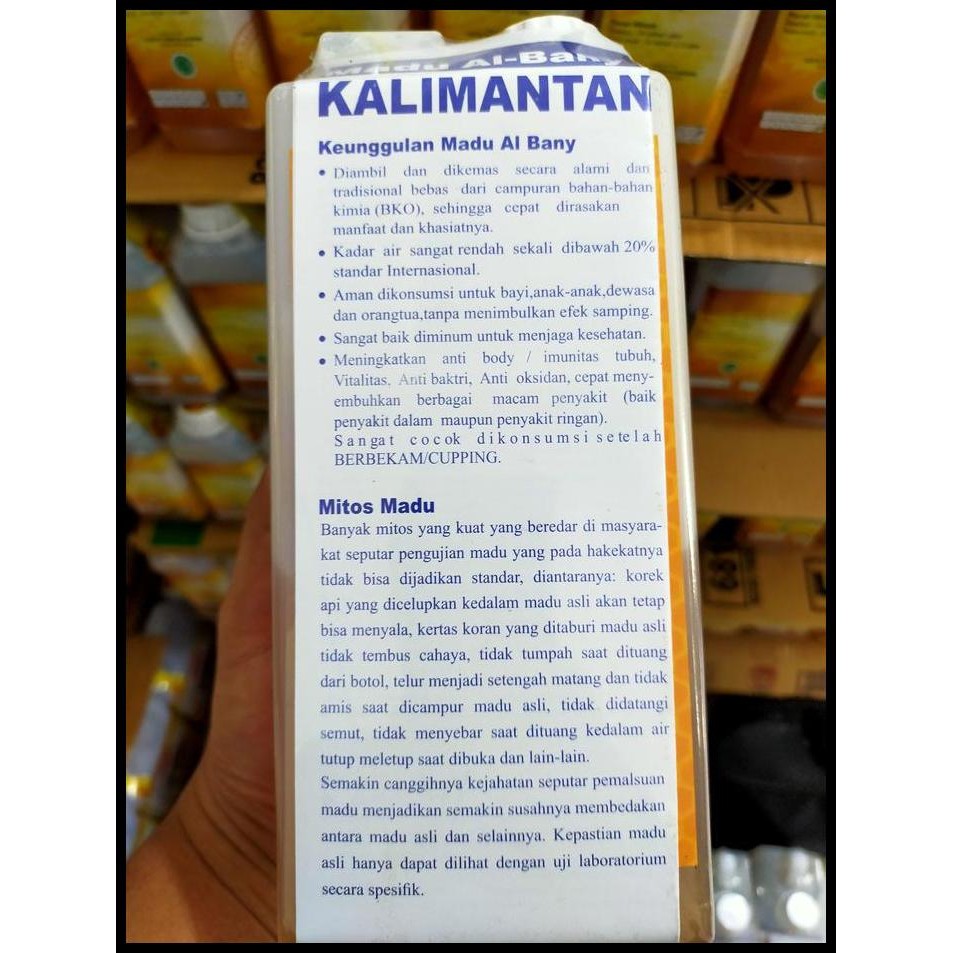 Madu Al-Bany
KALIMANTAN
Keunggulan Madu Al Bany
• Diambil dan dikemas secara alami dan
tradisional bebas dari campuran bahan-bahan
kimia (BKO), sehingga cepat dirasakan
manfaat dan khasiatnya.
• Kadar air sangat rendah sekali dibawah 20%
standar Internasional.
• Aman dikonsumsi untuk bayi,anak-anak,dewasa
dan orangtua,tanpa menimbulkan efek samping.
• Sangat baik diminum untuk menjaga kesehatan.
• Meningkatkan anti body / imunitas tubuh,
Vitalitas. Anti baktri, Anti oksidan, cepat meny-
embuhkan berbagai macam penyakit (baik
penyakit dalam maupun penyakit ringan).
Sangat cocok dikonsumsi setelah
BERBEKAM/CUPPING.
Mitos Madu
Banyak mitos yang kuat yang beredar di masyara-
kat seputar pengujian madu yang pada hakekatnya
tidak bisa dijadikan standar, diantaranya: korek
api yang dicelupkan kedalam madu asli akan tetap
bisa menyala, kertas koran yang ditaburi madu asli
tidak tembus cahaya, tidak tumpah saat dituang
dari botol, telur menjadi setengah matang dan tidak
amis saat dicampur madu asli, tidak didatangi
semut, tidak menyebar saat dituang kedalam air
tutup meletup saat dibuka dan lain-lain.
Semakin canggihnya kejahatan seputar pemalsuan
madu menjadikan semakin susahnya membedakan
antara madu asli dan selainnya. Kepastian madu
asli hanya dapat dilihat dengan uji laboratorium
secara spesifik.